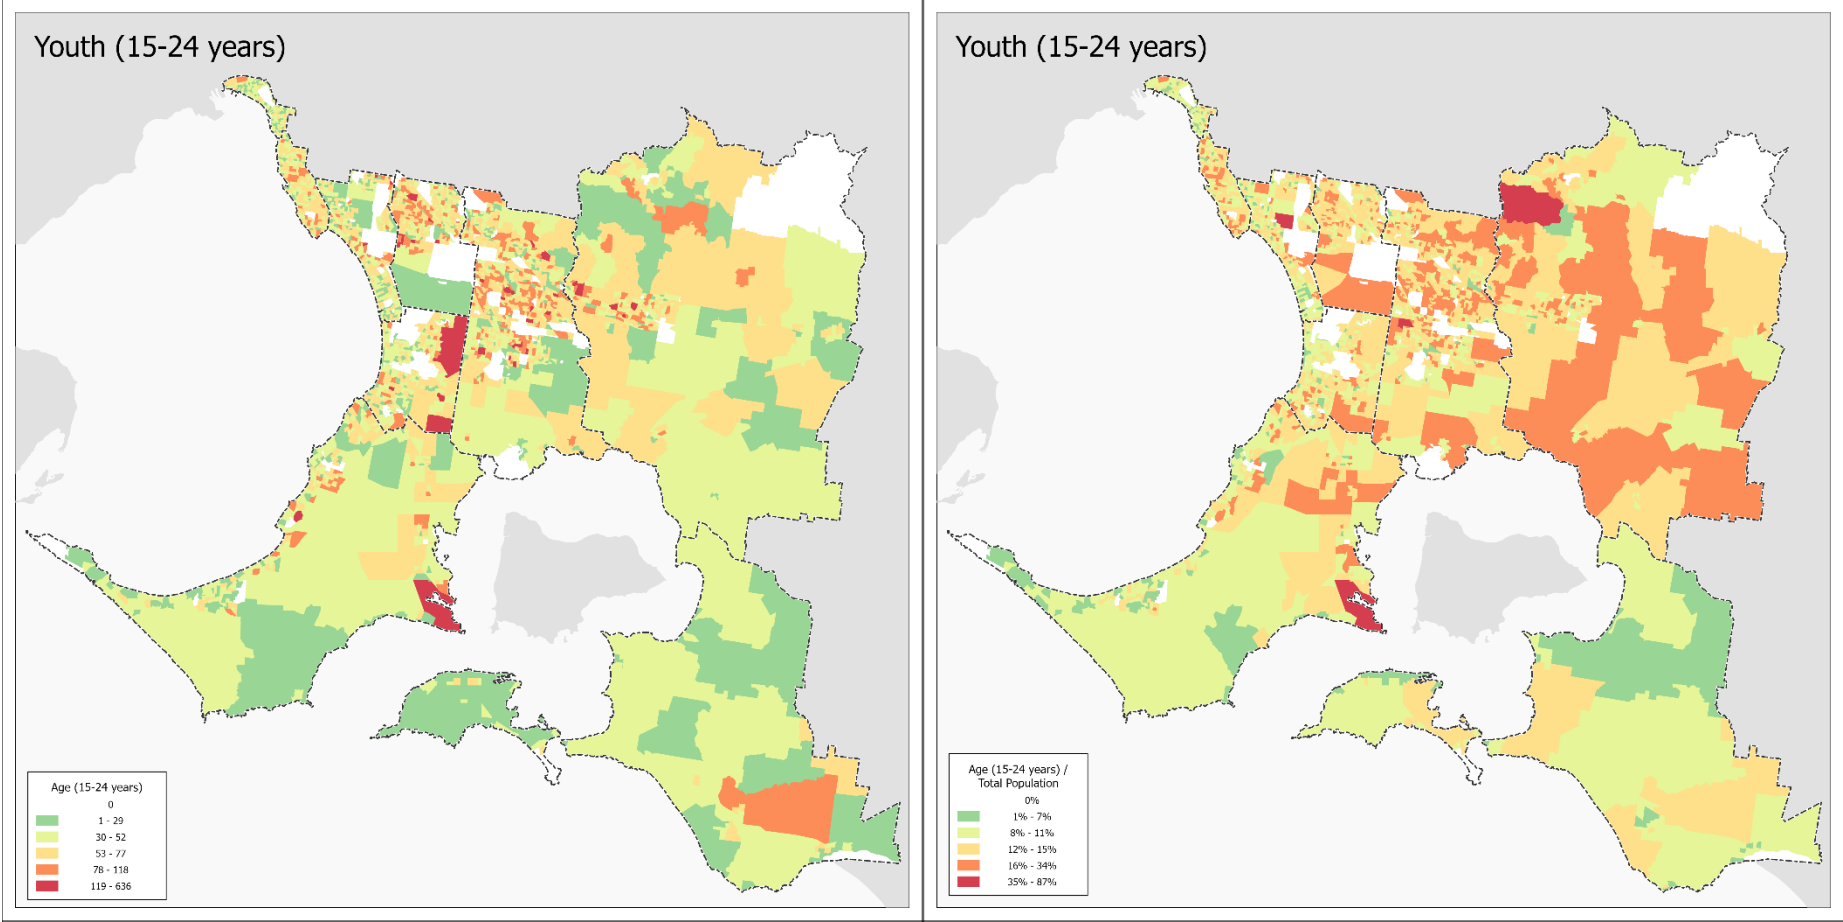 Youth (15-24 years)
Age (15-24 years)
0
1 - 29
30 - 52
53 - 77
78 - 118
119 - 636
Youth (15-24 years)
Age (15-24 years) /
Total Population
0%
1% - 7%
8% - 11%
12% - 15%
16% - 34%
35% - 87%